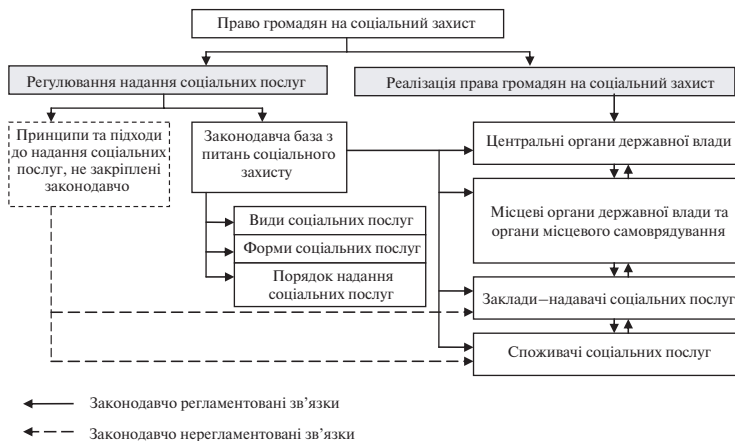 Право громадян на соціальний захист
Регулювання надання соціальних послуг
Реалізація права громадян на соціальний захист
Принципи та підходи
до надання соціальних
послуг, не закріплені
законодавчо
Законодавча база з
питань соціального
захисту
Види соціальних послуг
Форми соціальних послуг
Порядок надання
соціальних послуг
Центральні органи державної влади
Місцеві органи державної влади та
органи місцевого самоврядування
Заклади–надавачі соціальних послуг
Споживачі соціальних послуг
Законодавчо регламентовані зв'язки
Законодавчо нерегламентовані зв'язки